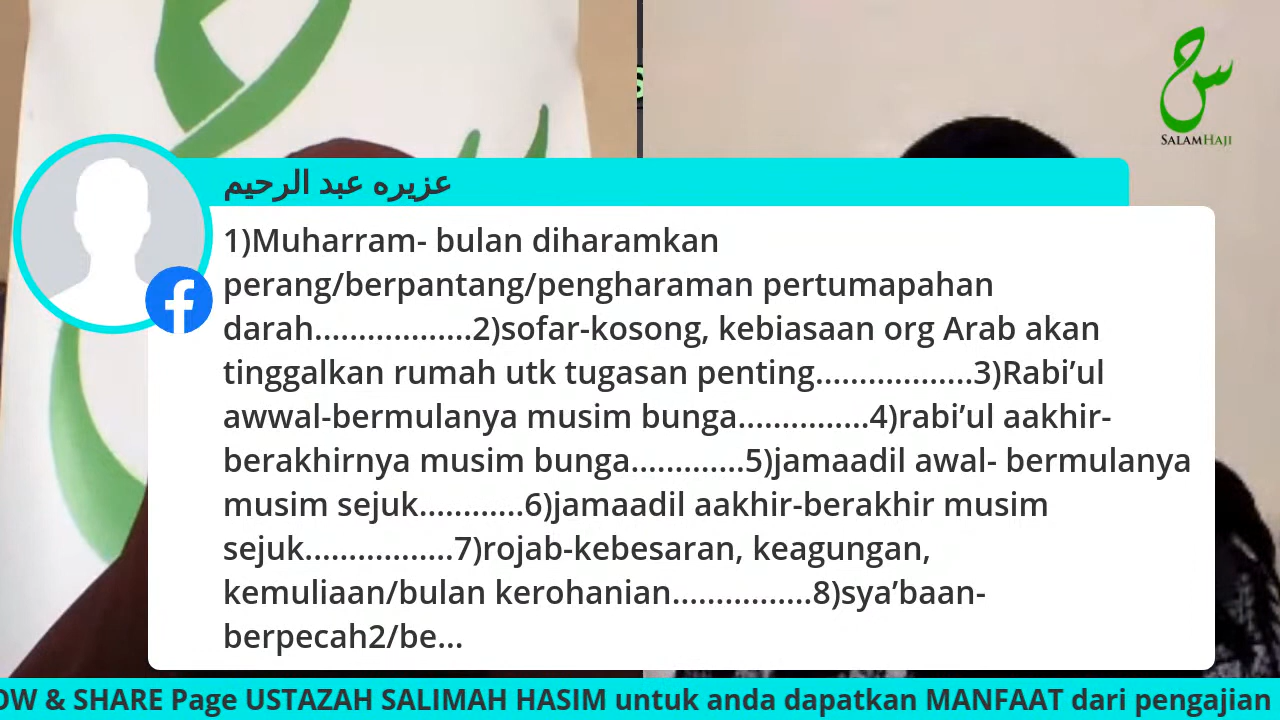 سح
SALAMHAJI
عزيره عبد الرحيم
1)Muharram- bulan diharamkan
perang/berpantang/pengharaman pertumapahan
darah..................2)sofar-kosong, kebiasaan org Arab akan
tinggalkan rumah utk tugasan penting..................3)Rabi’ul
awwal-bermulanya musim bunga...............4)rabi’ul aakhir-
berakhirnya musim bunga.............5)jamaadil awal- bermulanya
musim sejuk............6)jamaadil aakhir-berakhir musim
sejuk.................7)rojab-kebesaran, keagungan,
kemuliaan/bulan kerohanian................8)sya’baan-
berpecah2/be...
OW & SHARE Page USTAZAH SALIMAH HASIM untuk anda dapatkan MANFAAT dari pengajian